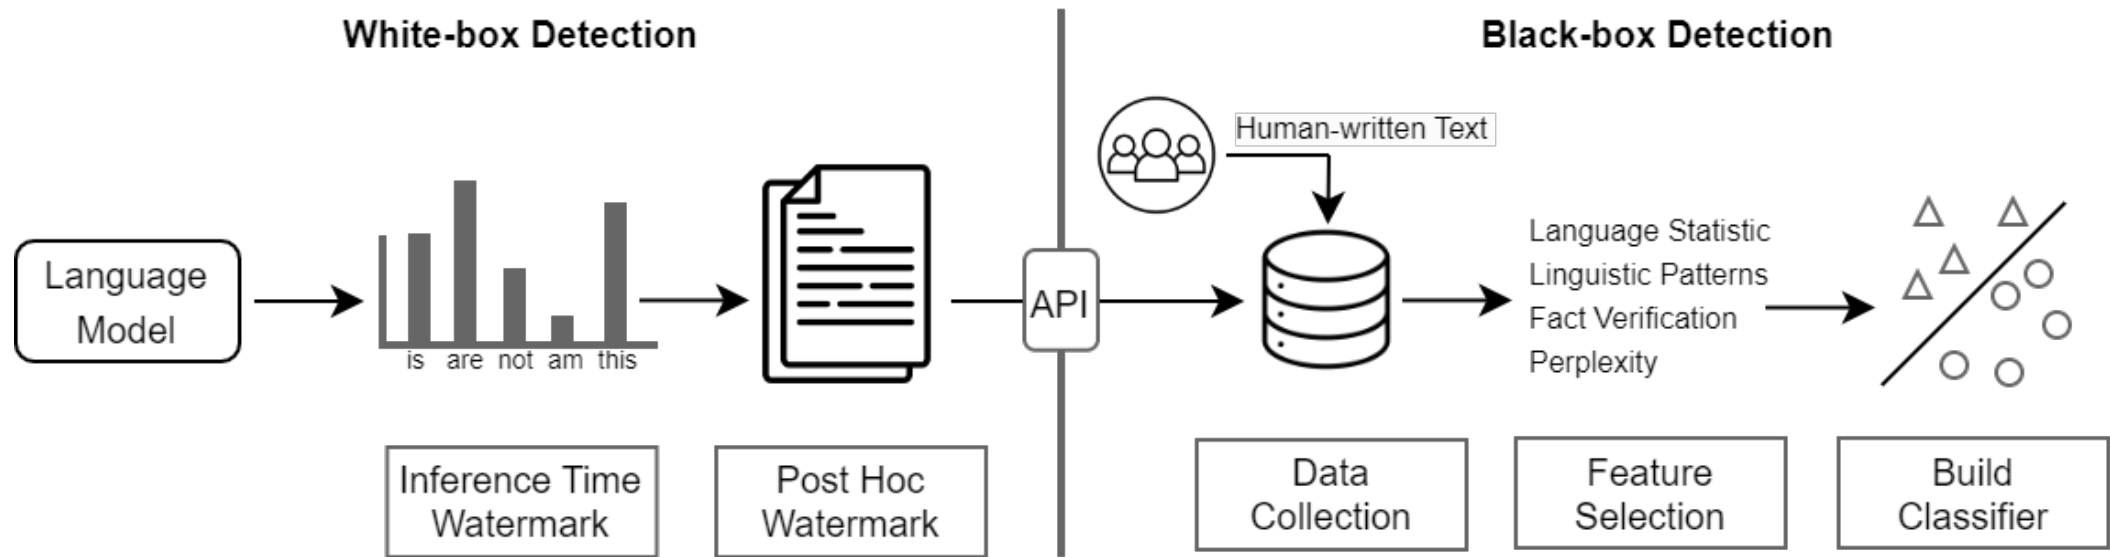 White-box Detection
Black-box Detection
Human-written Text
Language
Model
is are not am this
API
Language Statistic
Linguistic Patterns
Fact Verification
Perplexity
Inference Time
Watermark
Post Hoc
Watermark
Data
Collection
Feature
Selection
Build
Classifier